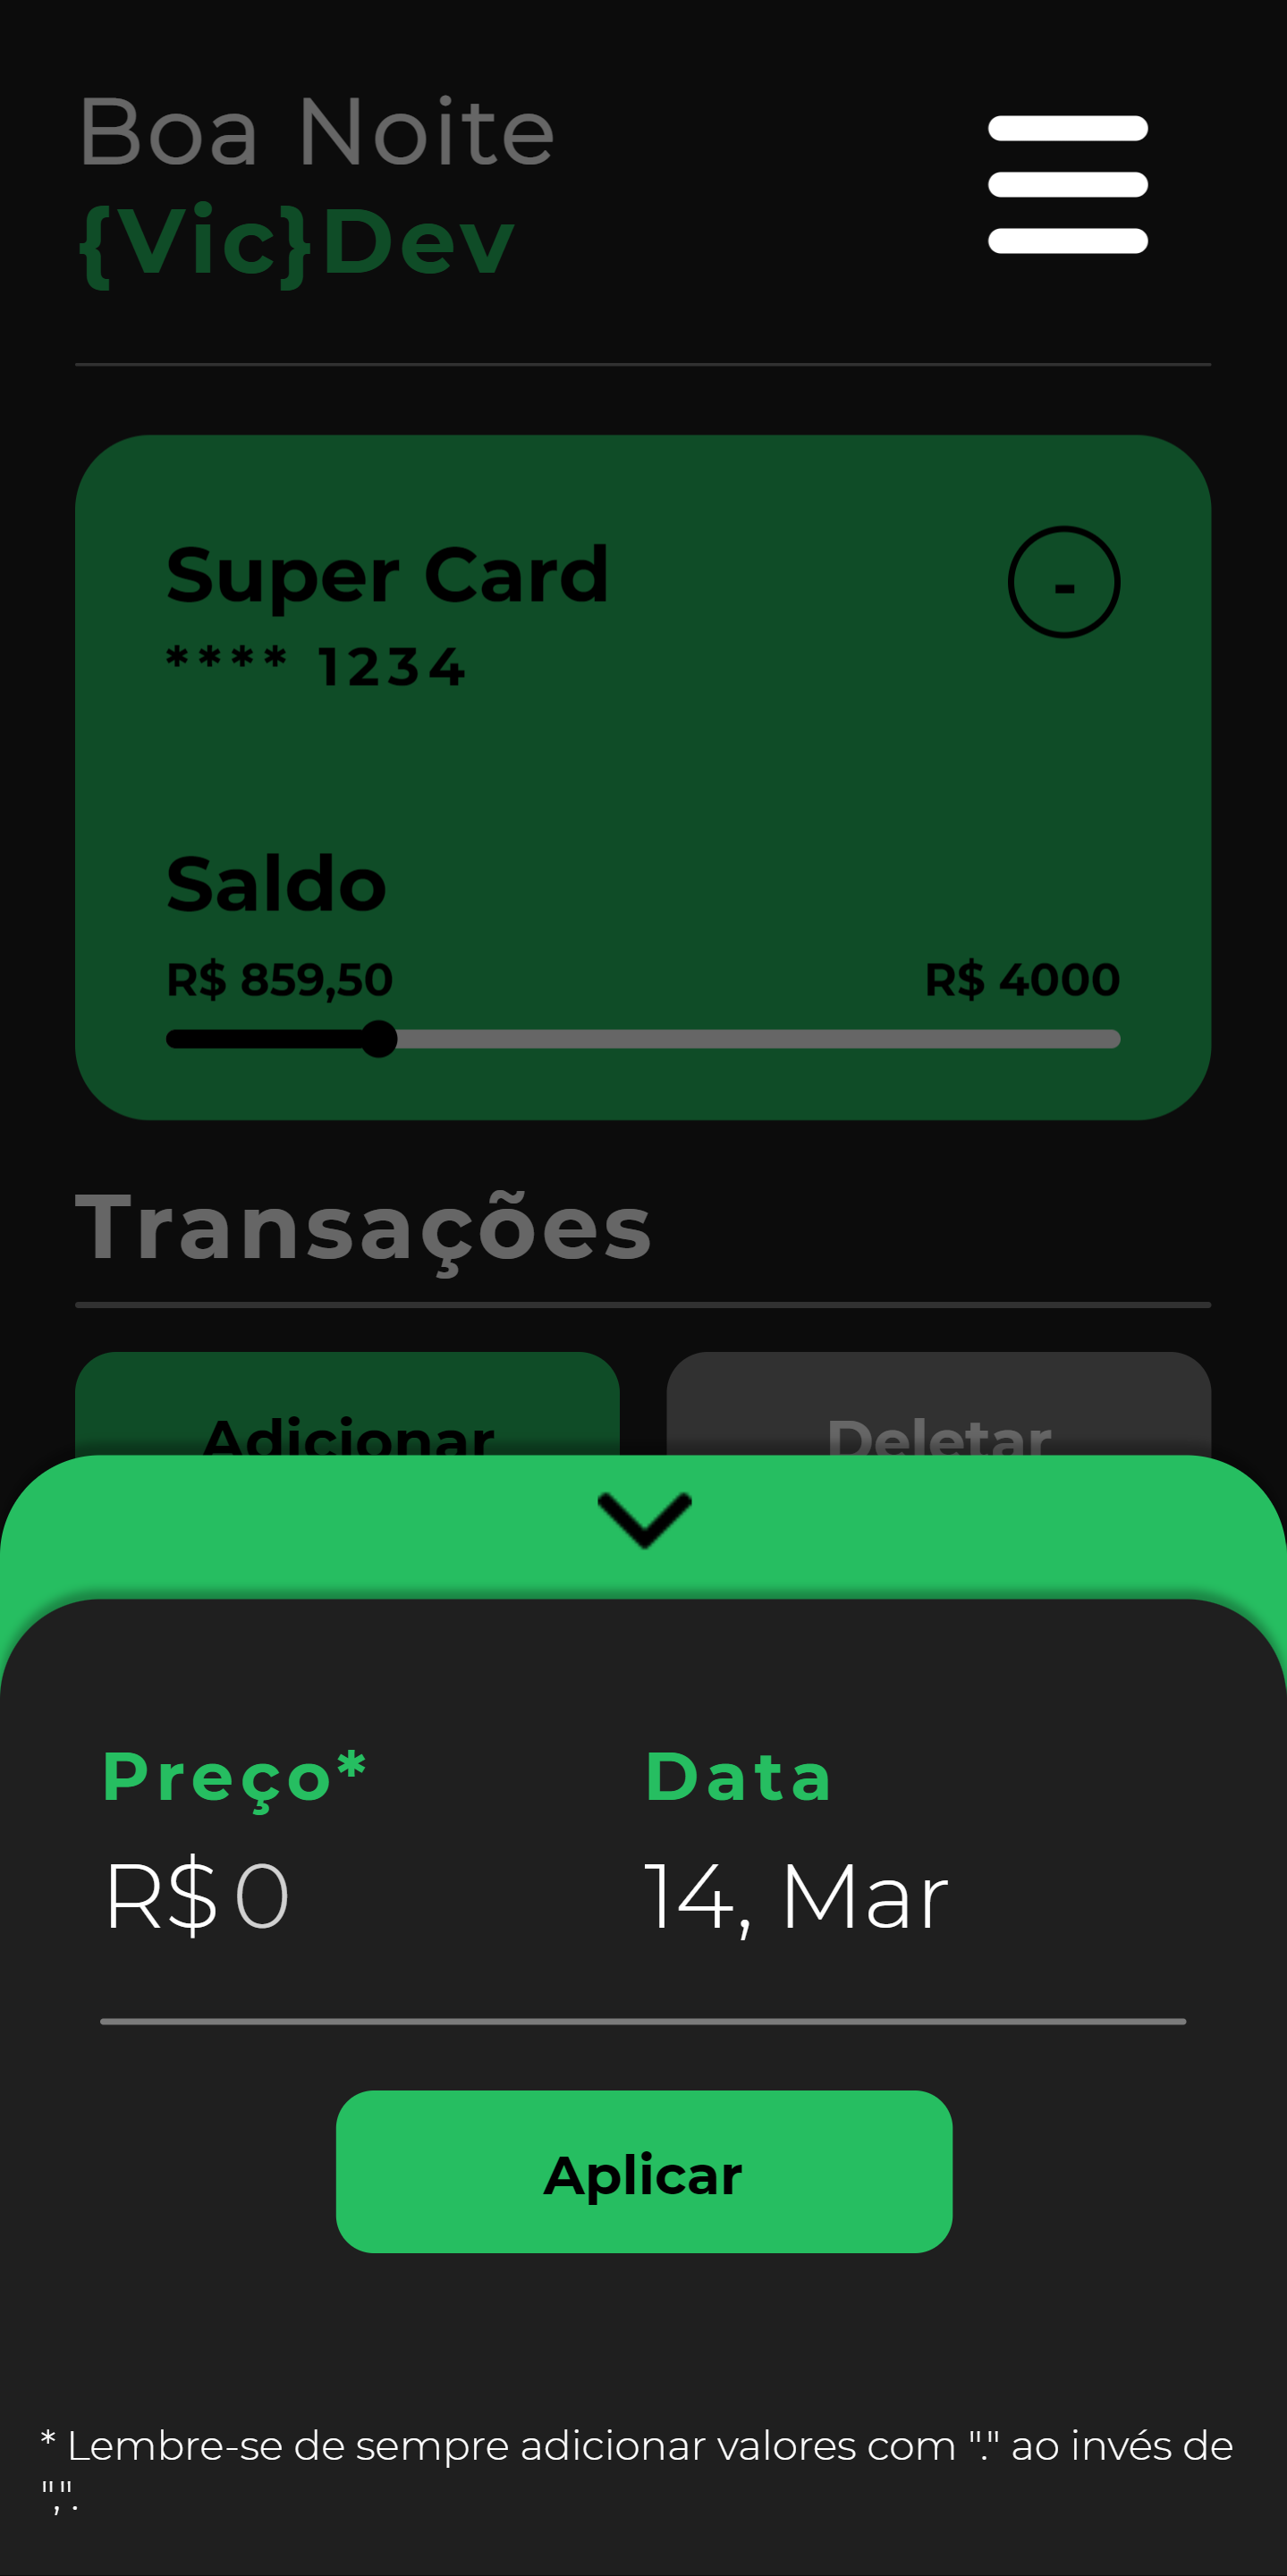 Boa Noite
{Vic}Dev
Super Card
-
**** 1234
Saldo
R$ 859,50 R$ 4000
Transações
Adicionar Deletar
Preço* Data
R$ 0 14, Mar
Aplicar
* Lembre-se de sempre adicionar valores com "." ao invés de
",".